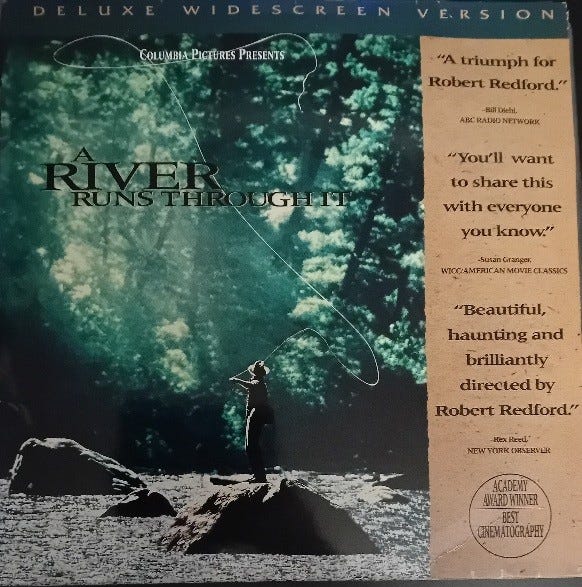 DELUXE WIDESCREEN VERSION
COLUMBIA PICTURES PRESENTS
A
RIVER
RUNS THROUGH IT
"A triumph for
Robert Redford."
-Bill Diehl,
ABC RADIO NETWORK
"You'll want
to share this
with everyone
you know."
-Susan Granger,
WICC/AMERICAN MOVIE CLASSICS
"Beautiful,
haunting and
brilliantly
directed by
Robert Redford."
-Rex Reed,
NEW YORK OBSERVER
ACADEMY
AWARD WINNER
BEST
CINEMATOGRAPHY